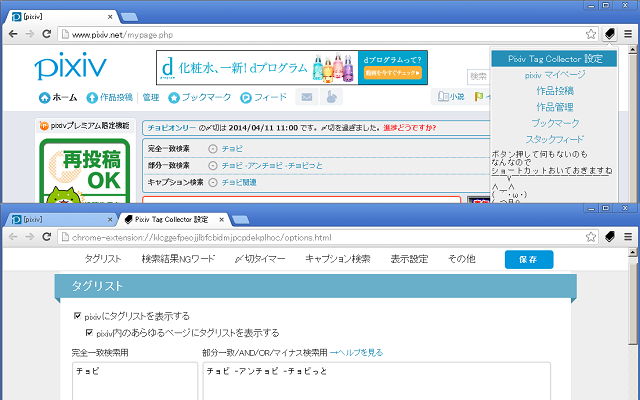 [pixiv]
www.pixiv.net/mypage.php
pixiv
d 化粧水、一新! dプログラム
dプログラムって?
動画を今すぐチェック
検索
ホーム 作品投稿 管理 ブックマーク フィード
小説
pixivプレミアム限定機能
再投稿
OK
チョビオンリー の〆切は 2014/04/11 11:00 です。〆切を過ぎました。 進捗どうですか?
完全一致検索 チョビ
部分一致検索 チョビ -アンチョビ -チョビっと
キャプション検索 チョビ関連
Pixiv Tag Collector 設定
pixiv マイページ
作品投稿
作品管理
ブックマーク
スタックフィード
ボタン押して何もないのも
なんなので
ショートカットおいておきますね
[pixiv] Pixiv Tag Collector 設定
タグリスト 検索結果NGワード 〆切タイマー キャプション検索 表示設定 その他 保存
タグリスト
pixivにタグリストを表示する
pixiv内のあらゆるページにタグリストを表示する
完全一致検索用 部分一致/AND/OR/マイナス検索用 →ヘルプを見る
チョビ チョビ -アンチョビ -チョビっと